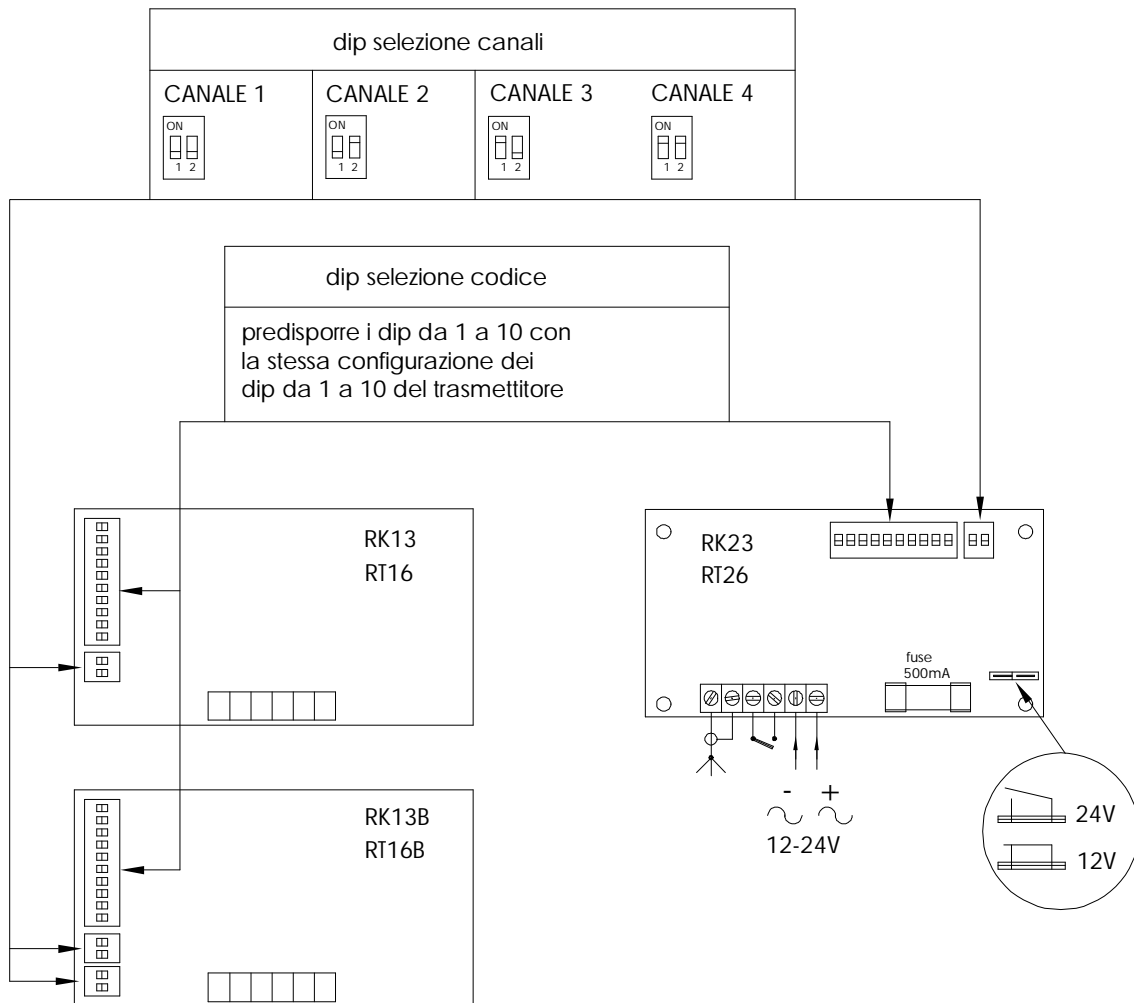 dip selezione canali
CANALE 1
CANALE 2
CANALE 3
CANALE 4
ON
1 2
ON
1 2
ON
1 2
ON
1 2
dip selezione codice
predisporre i dip da 1 a 10 con
la stessa configurazione dei
dip da 1 a 10 del trasmettitore
RK13
RT16
RK23
RT26
fuse
500mA
- +
12-24V
24V
12V
RK13B
RT16B